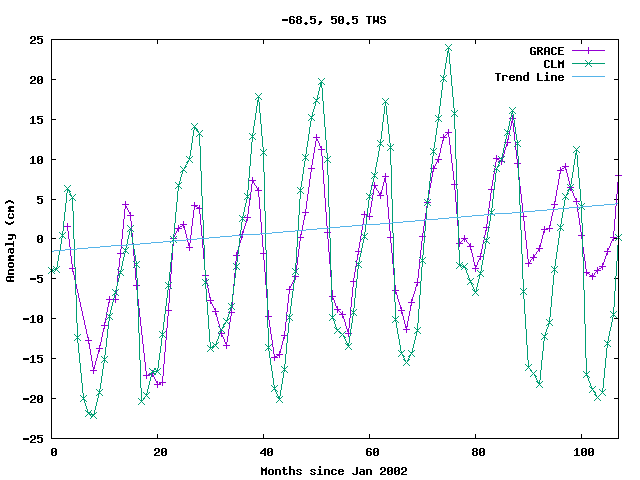 -68.5, 50.5 TWS
GRACE
CLM
Trend Line
25
20
15
10
5
0
-5
-10
-15
-20
-25
Anomaly (cm)
0 20 40 60 80 100
Months since Jan 2002